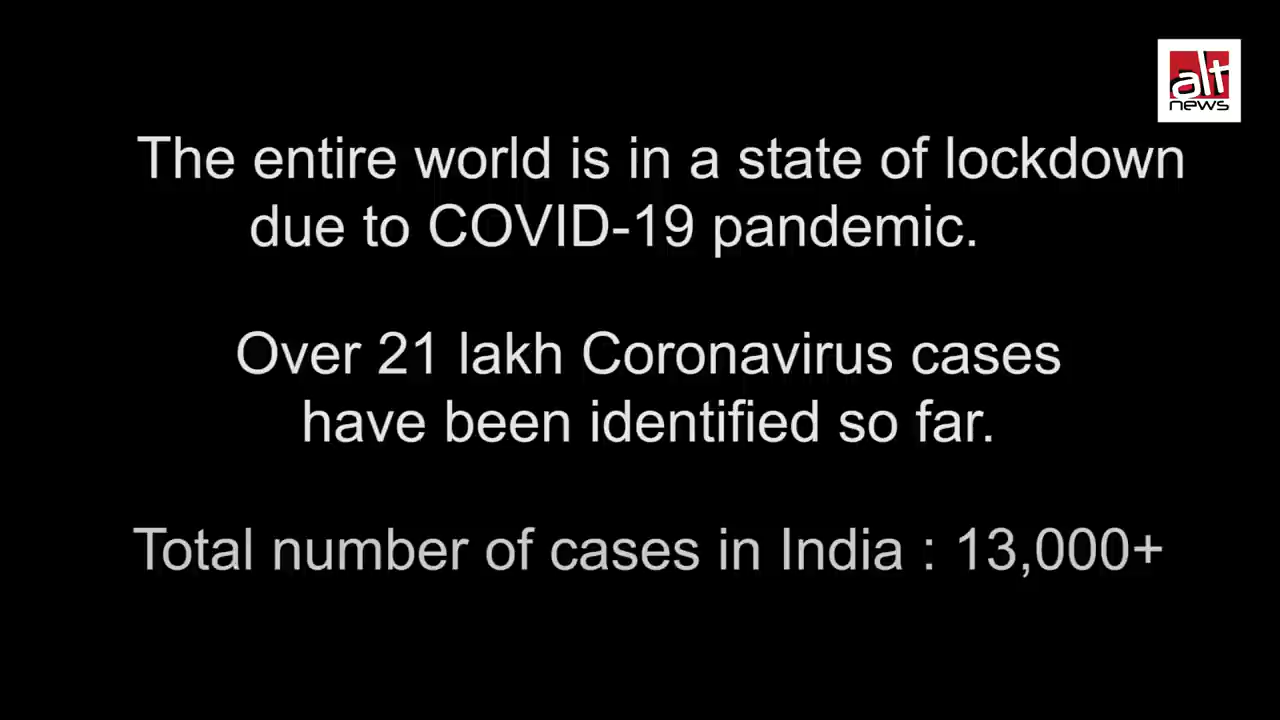 alt
news
The entire world is in a state of lockdown
due to COVID-19 pandemic.
Over 21 lakh Coronavirus cases
have been identified so far.
Total number of cases in India : 13,000+